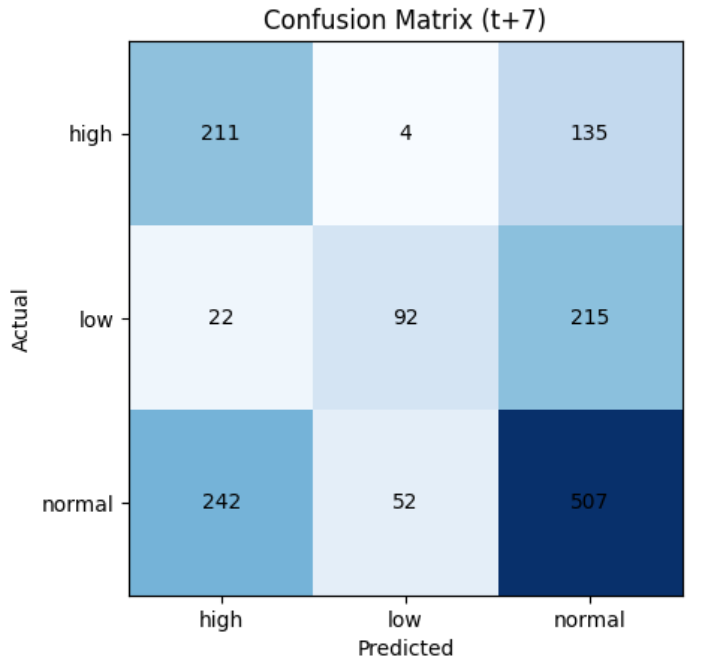 Confusion Matrix (t+7)
high 211 4 135
low 22 92 215
normal 242 52 507
high low normal
Predicted
Actual